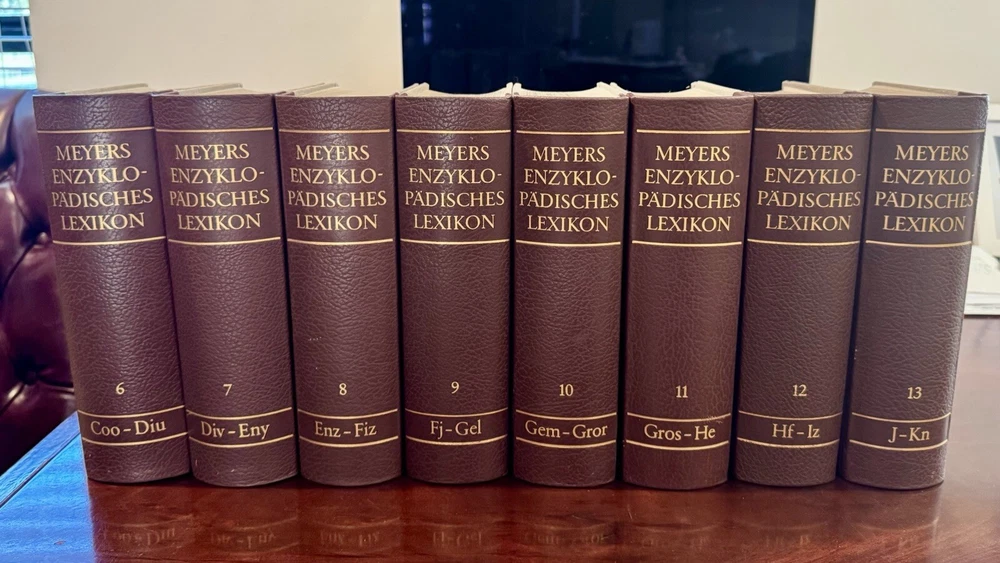 MEYERS
ENZYKLO-
PÄDISCHES
LEXIKON
6
Coo – Diu
MEYERS
ENZYKLO-
PÄDISCHES
LEXIKON
7
Div – Eny
MEYERS
ENZYKLO-
PÄDISCHES
LEXIKON
8
Enz – Fiz
MEYERS
ENZYKLO-
PÄDISCHES
LEXIKON
9
Fj – Gel
MEYERS
ENZYKLO-
PÄDISCHES
LEXIKON
10
Gem – Gror
MEYERS
ENZYKLO-
PÄDISCHES
LEXIKON
11
Gros – He
MEYERS
ENZYKLO-
PÄDISCHES
LEXIKON
12
Hf – Iz
MEYERS
ENZYKLO-
PÄDISCHES
LEXIKON
13
J – Kn